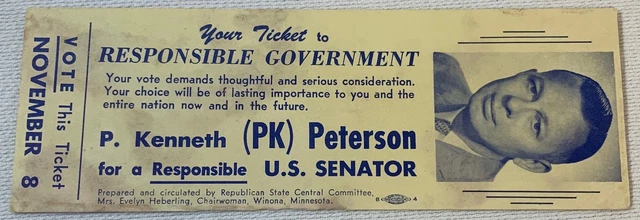 VOTE This Ticket
NOVEMBER 8
Your Ticket to
RESPONSIBLE GOVERNMENT
Your vote demands thoughtful and serious consideration.
Your choice will be of lasting importance to you and the
entire nation now and in the future.
P. Kenneth (PK) Peterson
for a Responsible U.S. SENATOR
Prepared and circulated by Republican State Central Committee,
Mrs. Evelyn Heberling, Chairwoman, Winona, Minnesota.
8 4